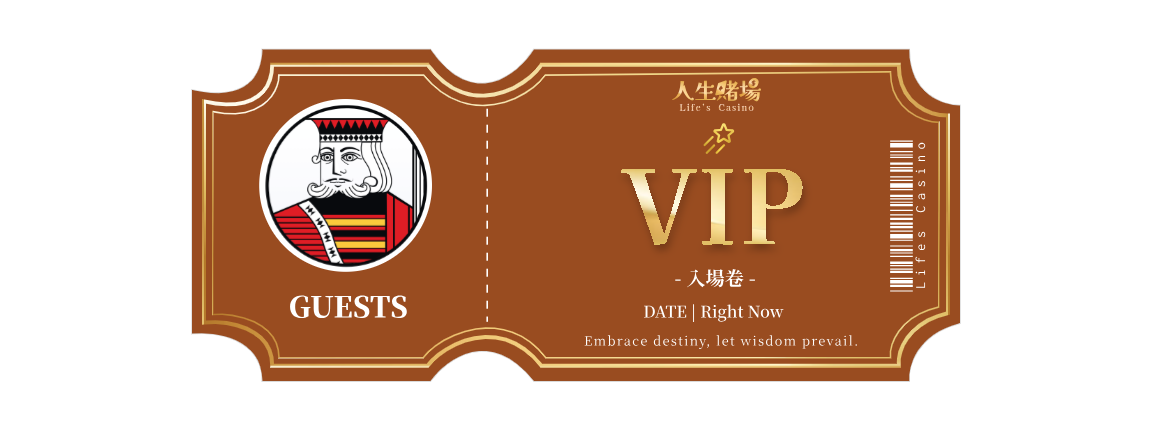 GUESTS
人生賭場
Life's Casino
VIP
- 入場卷 -
DATE | Right Now
Embrace destiny, let wisdom prevail.
Lifes Casino